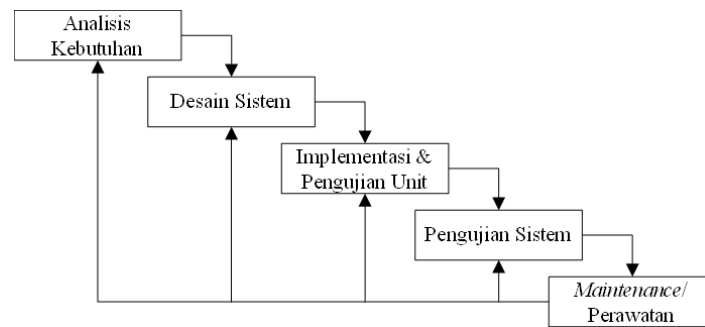 Analisis
Kebutuhan
Desain Sistem
Implementasi &
Pengujian Unit
Pengujian Sistem
Maintenance/
Perawatan